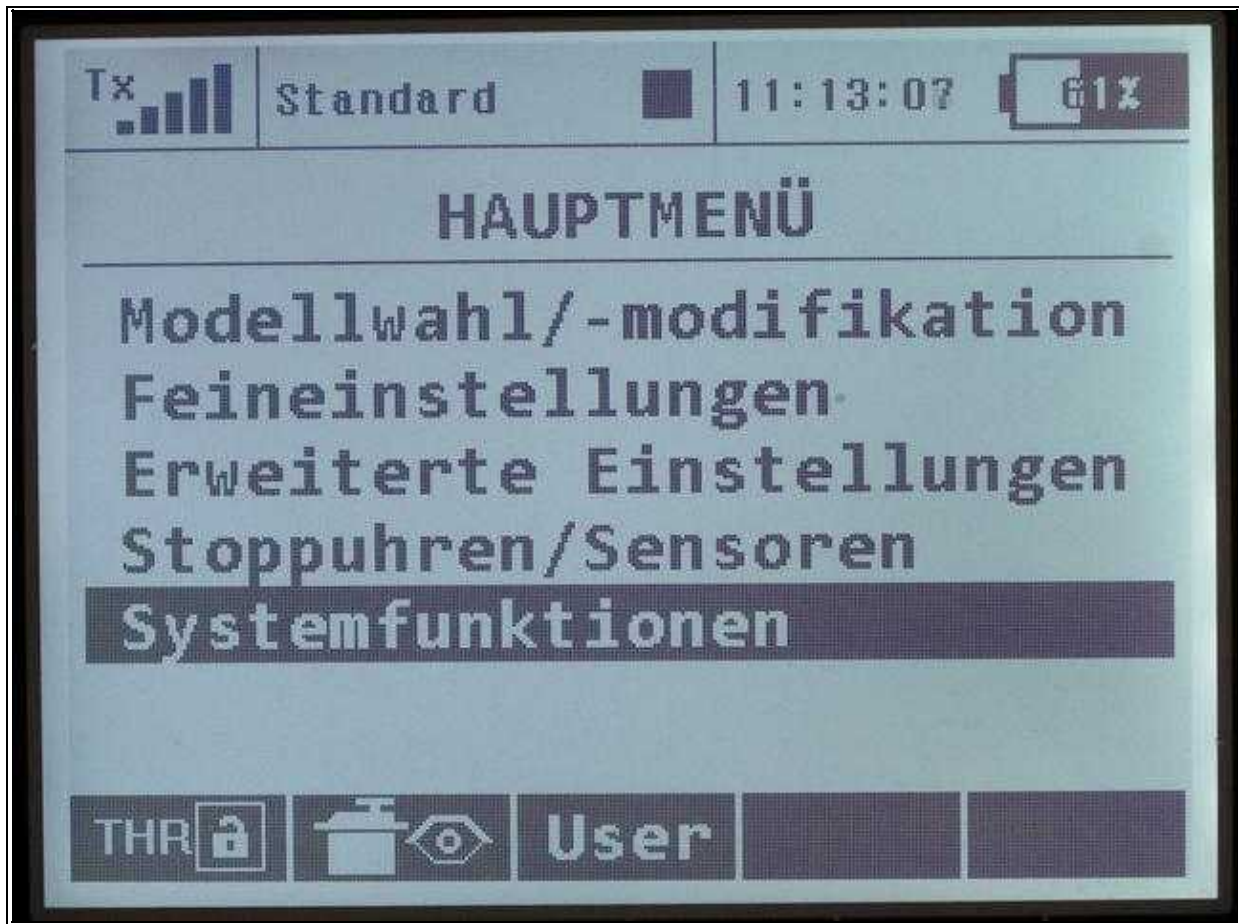 Tx Standard 11:13:07 61%
HAUPTMENÜ
Modellwahl/-modifikation
Feineinstellungen
Erweiterte Einstellungen
Stoppuhren/Sensoren
Systemfunktionen
THR User